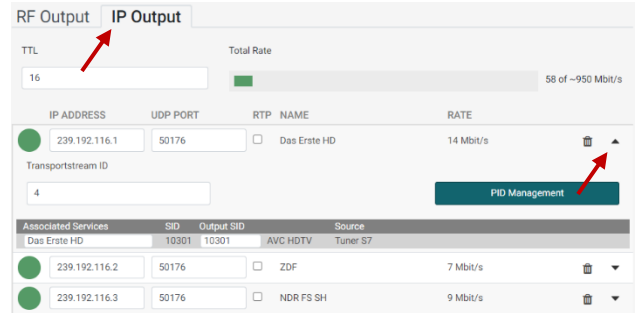 RF Output IP Output
TTL Total Rate
16 58 of ~950 Mbit/s
IP ADDRESS UDP PORT RTP NAME RATE
239.192.116.1 50176 Das Erste HD 14 Mbit/s
Transportstream ID
4 PID Management
Associated Services SID Output SID Source
Das Erste HD 10301 10301 AVC HDTV Tuner S7
239.192.116.2 50176 ZDF 7 Mbit/s
239.192.116.3 50176 NDR FS SH 9 Mbit/s